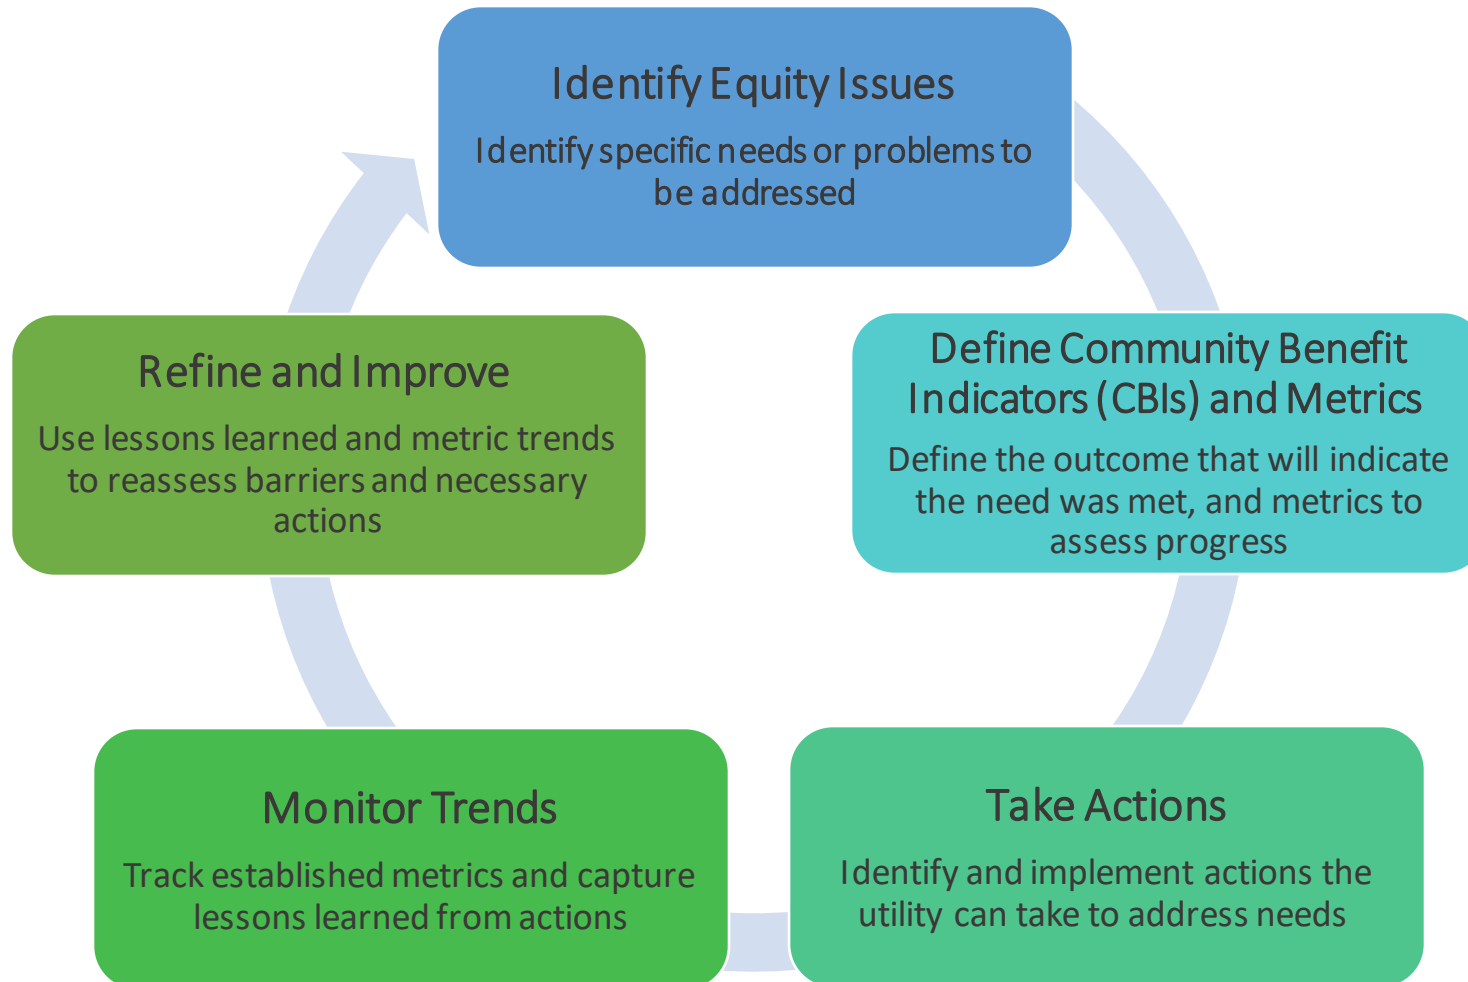 Identify Equity Issues
Identify specific needs or problems to
be addressed
Define Community Benefit
Indicators (CBIs) and Metrics
Define the outcome that will indicate
the need was met, and metrics to
assess progress
Take Actions
Identify and implement actions the
utility can take to address needs
Monitor Trends
Track established metrics and capture
lessons learned from actions
Refine and Improve
Use lessons learned and metric trends
to reassess barriers and necessary
actions